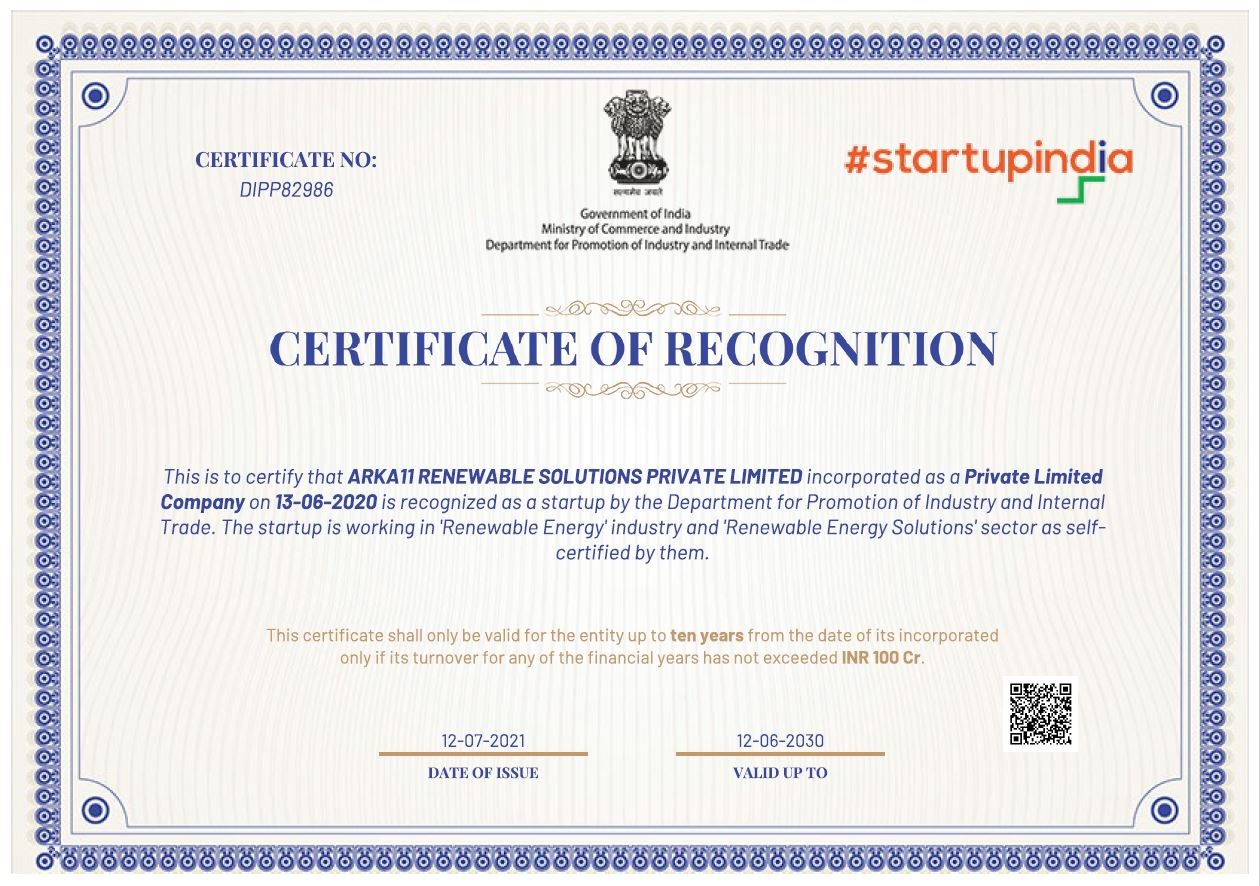 CERTIFICATE NO:
DIPP82986
सत्यमेव जयते
Government of India
Ministry of Commerce and Industry
Department for Promotion of Industry and Internal Trade
#startupindia
CERTIFICATE OF RECOGNITION
This is to certify that ARKA11 RENEWABLE SOLUTIONS PRIVATE LIMITED incorporated as a Private Limited
Company on 13-06-2020 is recognized as a startup by the Department for Promotion of Industry and Internal
Trade. The startup is working in 'Renewable Energy' industry and 'Renewable Energy Solutions' sector as self-
certified by them.
This certificate shall only be valid for the entity up to ten years from the date of its incorporated
only if its turnover for any of the financial years has not exceeded INR 100 Cr.
12-07-2021
DATE OF ISSUE
12-06-2030
VALID UP TO